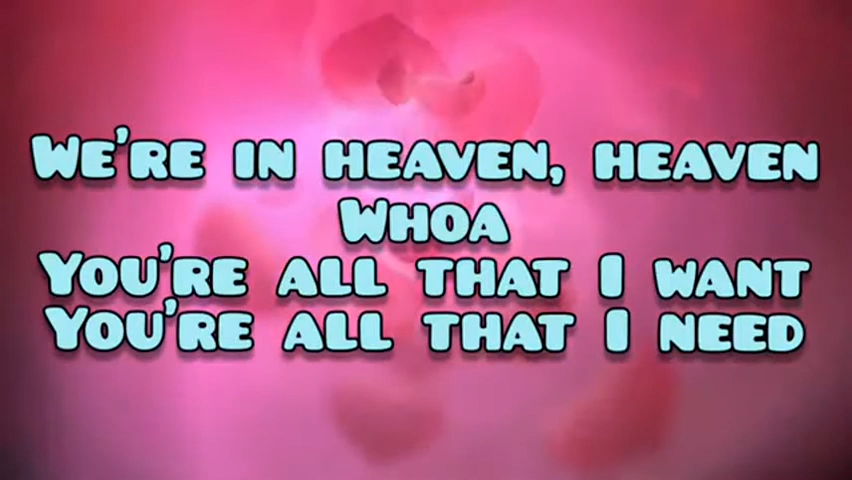 We're in heaven, heaven
Whoa
You're all that I want
You're all that I need